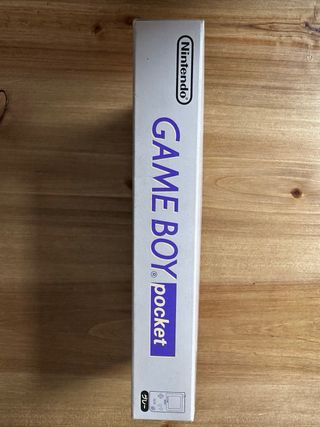 Nintendo®
GAME BOY®
pocket
グレー